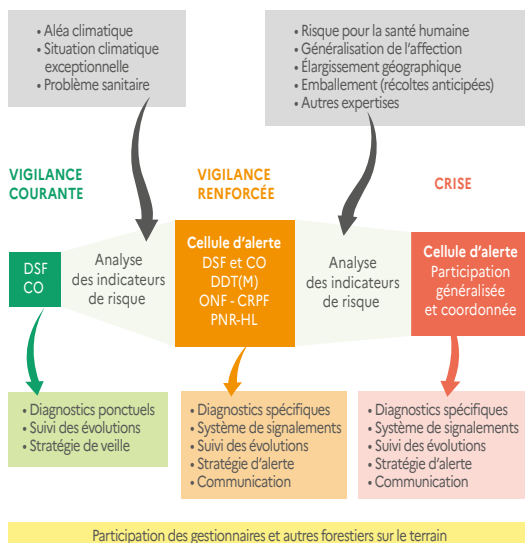 • Aléa climatique
• Situation climatique
exceptionnelle
• Problème sanitaire
• Risque pour la santé humaine
• Généralisation de l'affection
• Élargissement géographique
• Emballement (récoltes anticipées)
• Autres expertises
VIGILANCE
COURANTE
VIGILANCE
RENFORCÉE
CRISE
DSF
CO
Analyse
des indicateurs
de risque
Cellule d'alerte
DSF et CO
DDT(M)
ONF - CRPF
PNR-HL
Analyse
des indicateurs
de risque
Cellule d'alerte
Participation
généralisée
et coordonnée
• Diagnostics ponctuels
• Suivi des évolutions
• Stratégie de veille
• Diagnostics spécifiques
• Système de signalements
• Suivi des évolutions
• Stratégie d'alerte
• Communication
• Diagnostics spécifiques
• Système de signalements
• Suivi des évolutions
• Stratégie d'alerte
• Communication
Participation des gestionnaires et autres forestiers sur le terrain